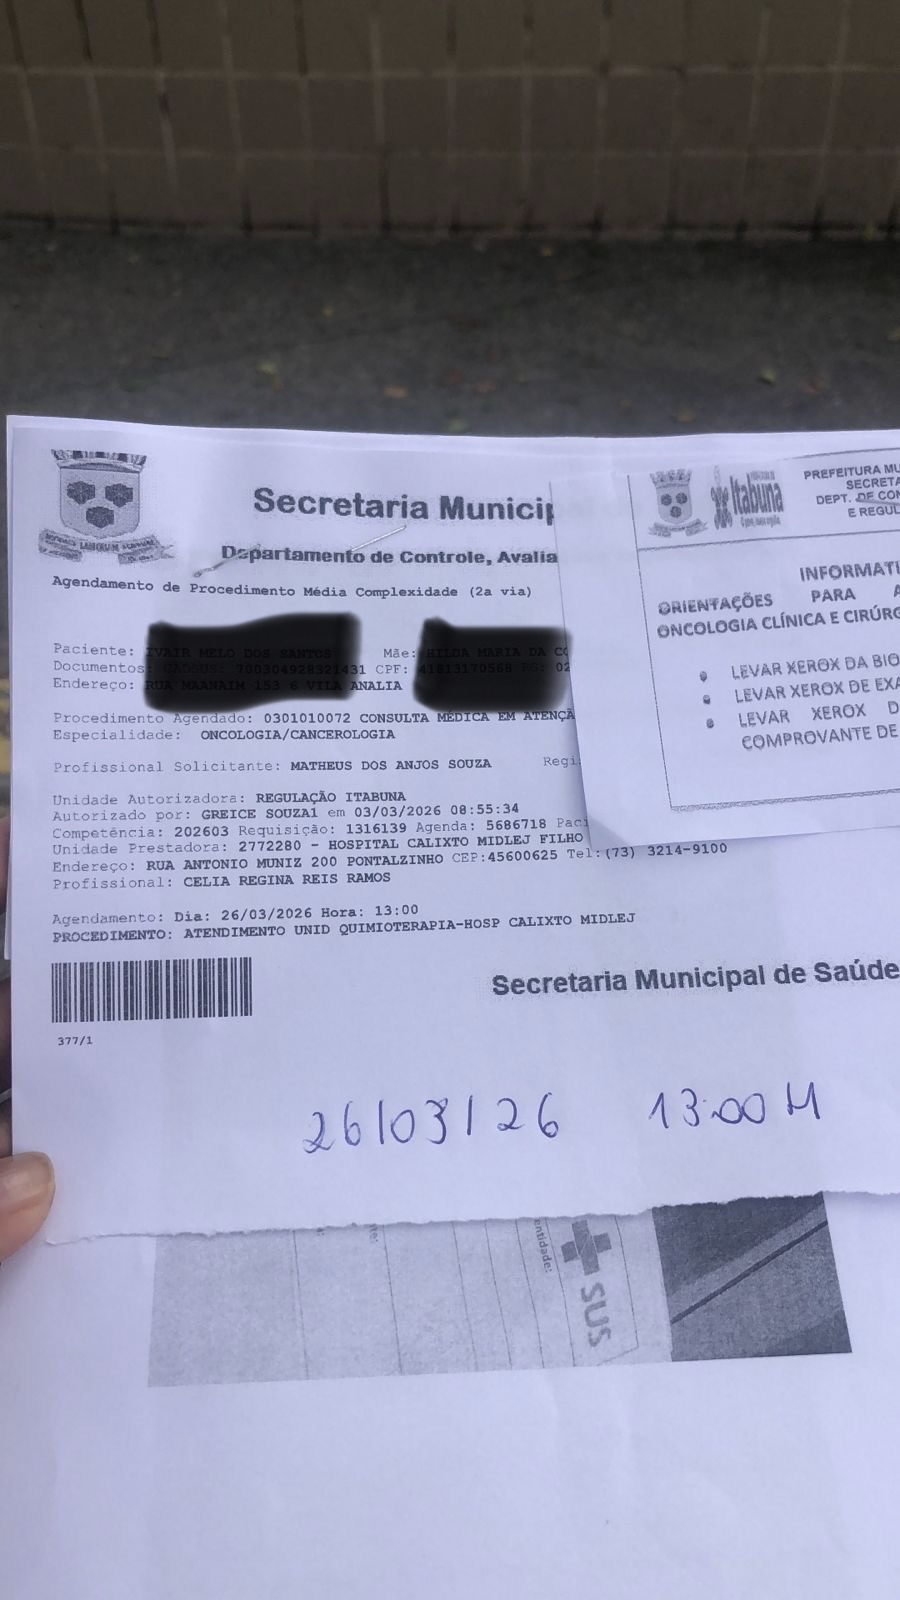 Secretaria Municip
Departamento de Controle, Avalia
Agendamento de Procedimento Média Complexidade (2a via)
Paciente: Mãe:
Documentos: CPF:
Endereço: ANALIA
Procedimento Agendado: 0301010072 CONSULTA MÉDICA EM ATENÇÃ
Especialidade: ONCOLOGIA/CANCEROLOGIA
Profissional Solicitante: MATHEUS DOS ANJOS SOUZA Regi
Unidade Autorizadora: REGULAÇÃO ITABUNA
Autorizado por: GREICE SOUZA1 em 03/03/2026 08:55:34
Competência: 202603 Requisição: 1316139 Agenda: 5686718 Paci
Unidade Prestadora: 2772280 - HOSPITAL CALIXTO MIDLEJ FILHO
Endereço: RUA ANTONIO MUNIZ 200 PONTALZINHO CEP:45600625 Tel:(73) 3214-9100
Profissional: CELIA REGINA REIS RAMOS
Agendamento: Dia: 26/03/2026 Hora: 13:00
PROCEDIMENTO: ATENDIMENTO UNID QUIMIOTERAPIA-HOSP CALIXTO MIDLEJ
377/1
Secretaria Municipal de Saúde
26/03/26 13:00 H
Itabuna
PREFEITURA MU
SECRETA
DEPT. DE CON
E REGUL
INFORMATI
ORIENTAÇÕES PARA A
ONCOLOGIA CLÍNICA E CIRÚRG
• LEVAR XEROX DA BIO
• LEVAR XEROX DE EXA
• LEVAR XEROX D
COMPROVANTE DE
entidade:
SUS